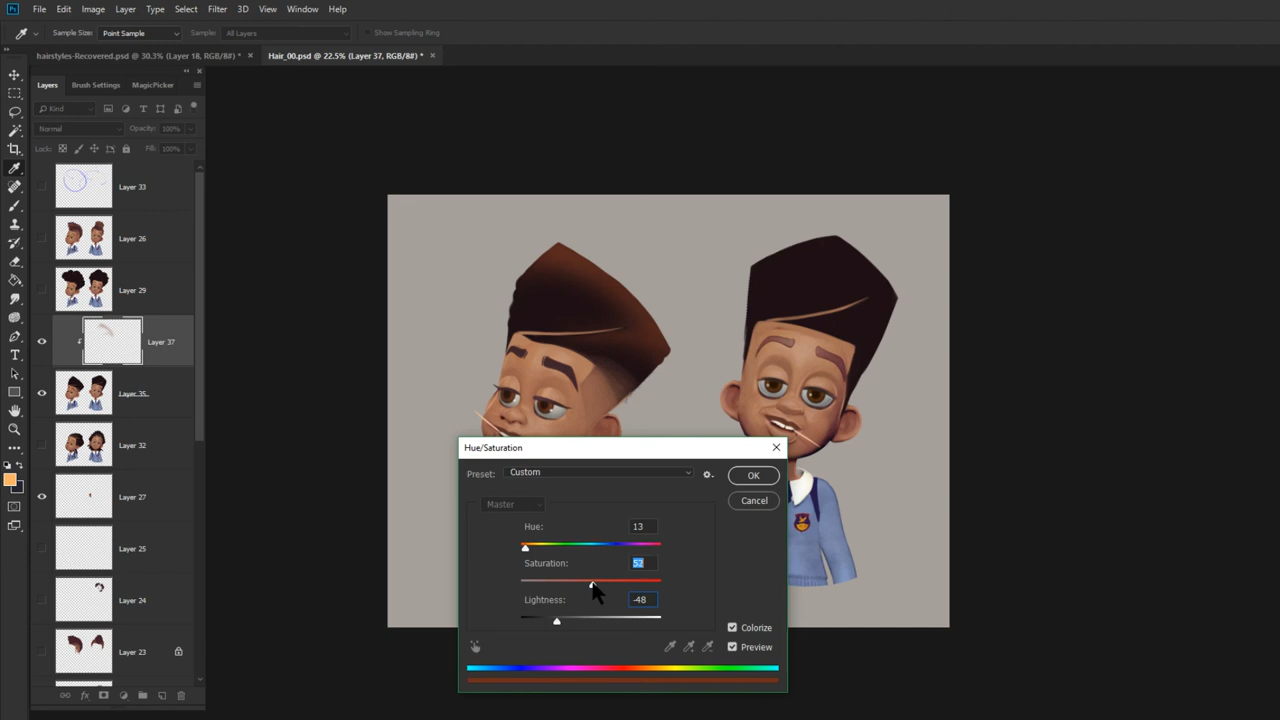 Ps File Edit Image Layer Type Select Filter 3D View Window Help
Sample Size: Point Sample Sample: All Layers Show Sampling Ring
hairstyles-Recovered.psd @ 30.3% (Layer 18, RGB/8#) * Hair_00.psd @ 22.5% (Layer 37, RGB/8#) *
Layers Brush Settings MagicPicker
Kind
Normal Opacity: 100%
Lock: Fill: 100%
Layer 33
Layer 26
Layer 29
Layer 37
Layer 35
Layer 32
Layer 27
Layer 25
Layer 24
Layer 23
fx
Hue/Saturation
Preset: Custom OK
Cancel
Master
Hue: 13
Saturation: 52
Lightness: -48
Colorize
Preview